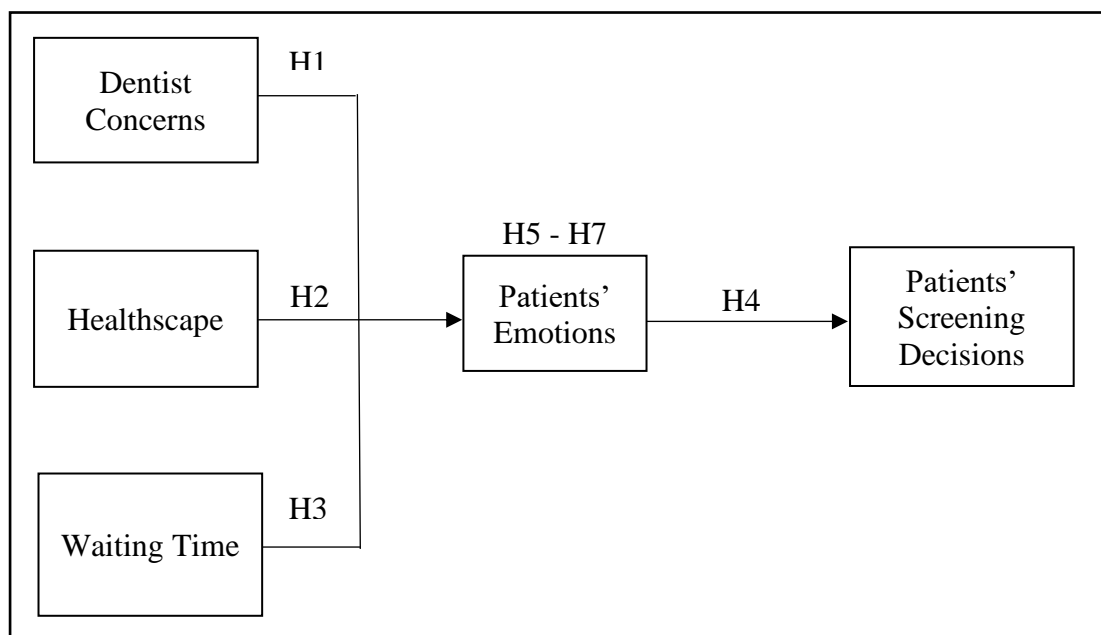 H1
Dentist
Concerns
H5 - H7
H2
Healthscape
Patients’
Emotions
H4
Patients’
Screening
Decisions
H3
Waiting Time